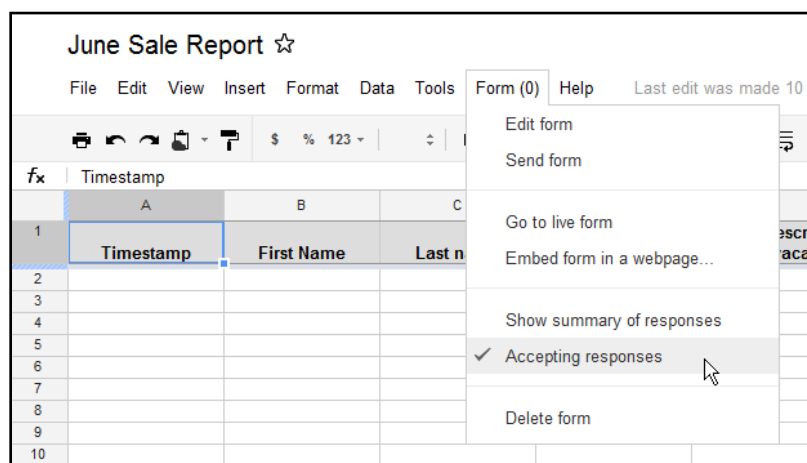 June Sale Report
File Edit View Insert Format Data Tools Form (0) Help Last edit was made 10
$ % 123
Edit form
Send form
fx Timestamp
A B C
Go to live form
1 Timestamp First Name Last n escr
aca
Embed form in a webpage...
2
3
Show summary of responses
4
5
Accepting responses
6
7
8
Delete form
9
10